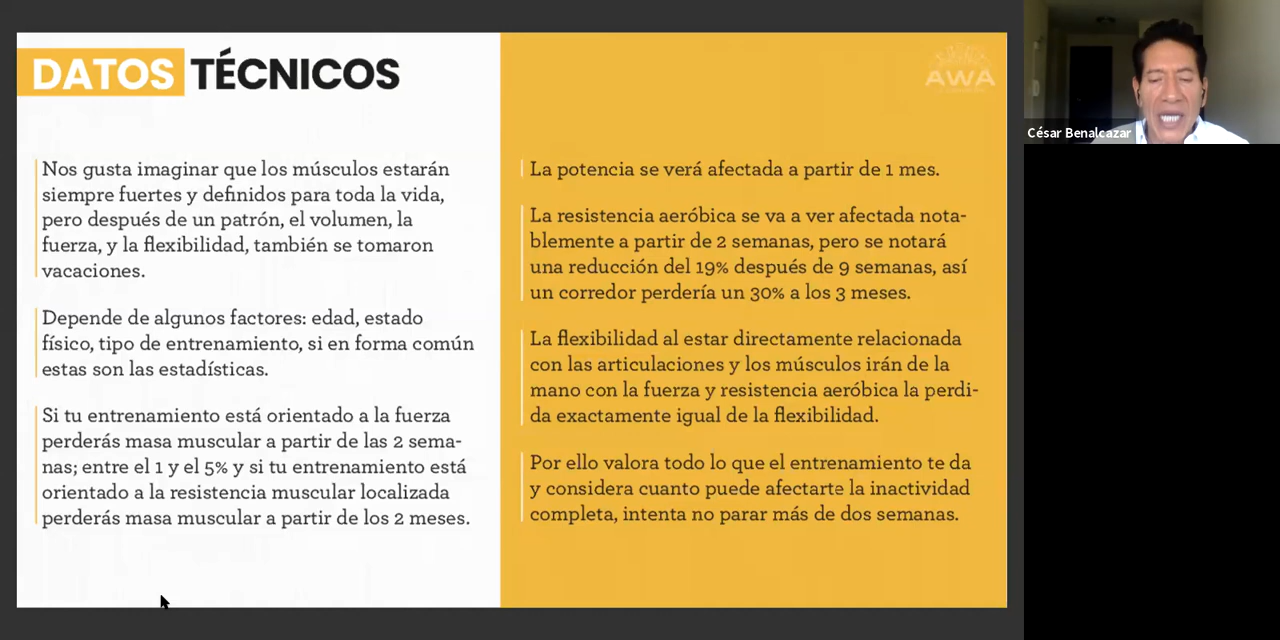 DATOS TÉCNICOS
AWA
Nos gusta imaginar que los músculos estarán
siempre fuertes y definidos para toda la vida,
pero después de un patrón, el volumen, la
fuerza, y la flexibilidad, también se tomaron
vacaciones.
Depende de algunos factores: edad, estado
físico, tipo de entrenamiento, si en forma común
estas son las estadísticas.
Si tu entrenamiento está orientado a la fuerza
perderás masa muscular a partir de las 2 sema-
nas; entre el 1 y el 5% y si tu entrenamiento está
orientado a la resistencia muscular localizada
perderás masa muscular a partir de los 2 meses.
La potencia se verá afectada a partir de 1 mes.
La resistencia aeróbica se va a ver afectada nota-
blemente a partir de 2 semanas, pero se notará
una reducción del 19% después de 9 semanas, así
un corredor perdería un 30% a los 3 meses.
La flexibilidad al estar directamente relacionada
con las articulaciones y los músculos irán de la
mano con la fuerza y resistencia aeróbica la perdi-
da exactamente igual de la flexibilidad.
Por ello valora todo lo que el entrenamiento te da
y considera cuanto puede afectarte la inactividad
completa, intenta no parar más de dos semanas.
César Benalcazar